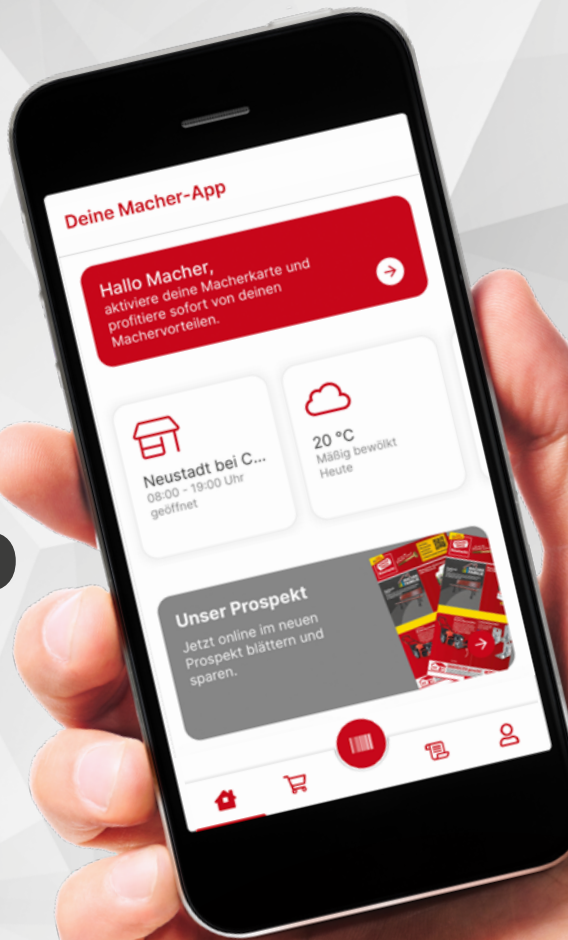 Deine Macher-App
Hallo Macher,
aktiviere deine Macherkarte und
profitiere sofort von deinen
Machervorteilen.
Neustadt bei C...
08:00 - 19:00 Uhr
geöffnet
20 °C
Mäßig bewölkt
Heute
Unser Prospekt
Jetzt online im neuen
Prospekt blättern und
sparen.